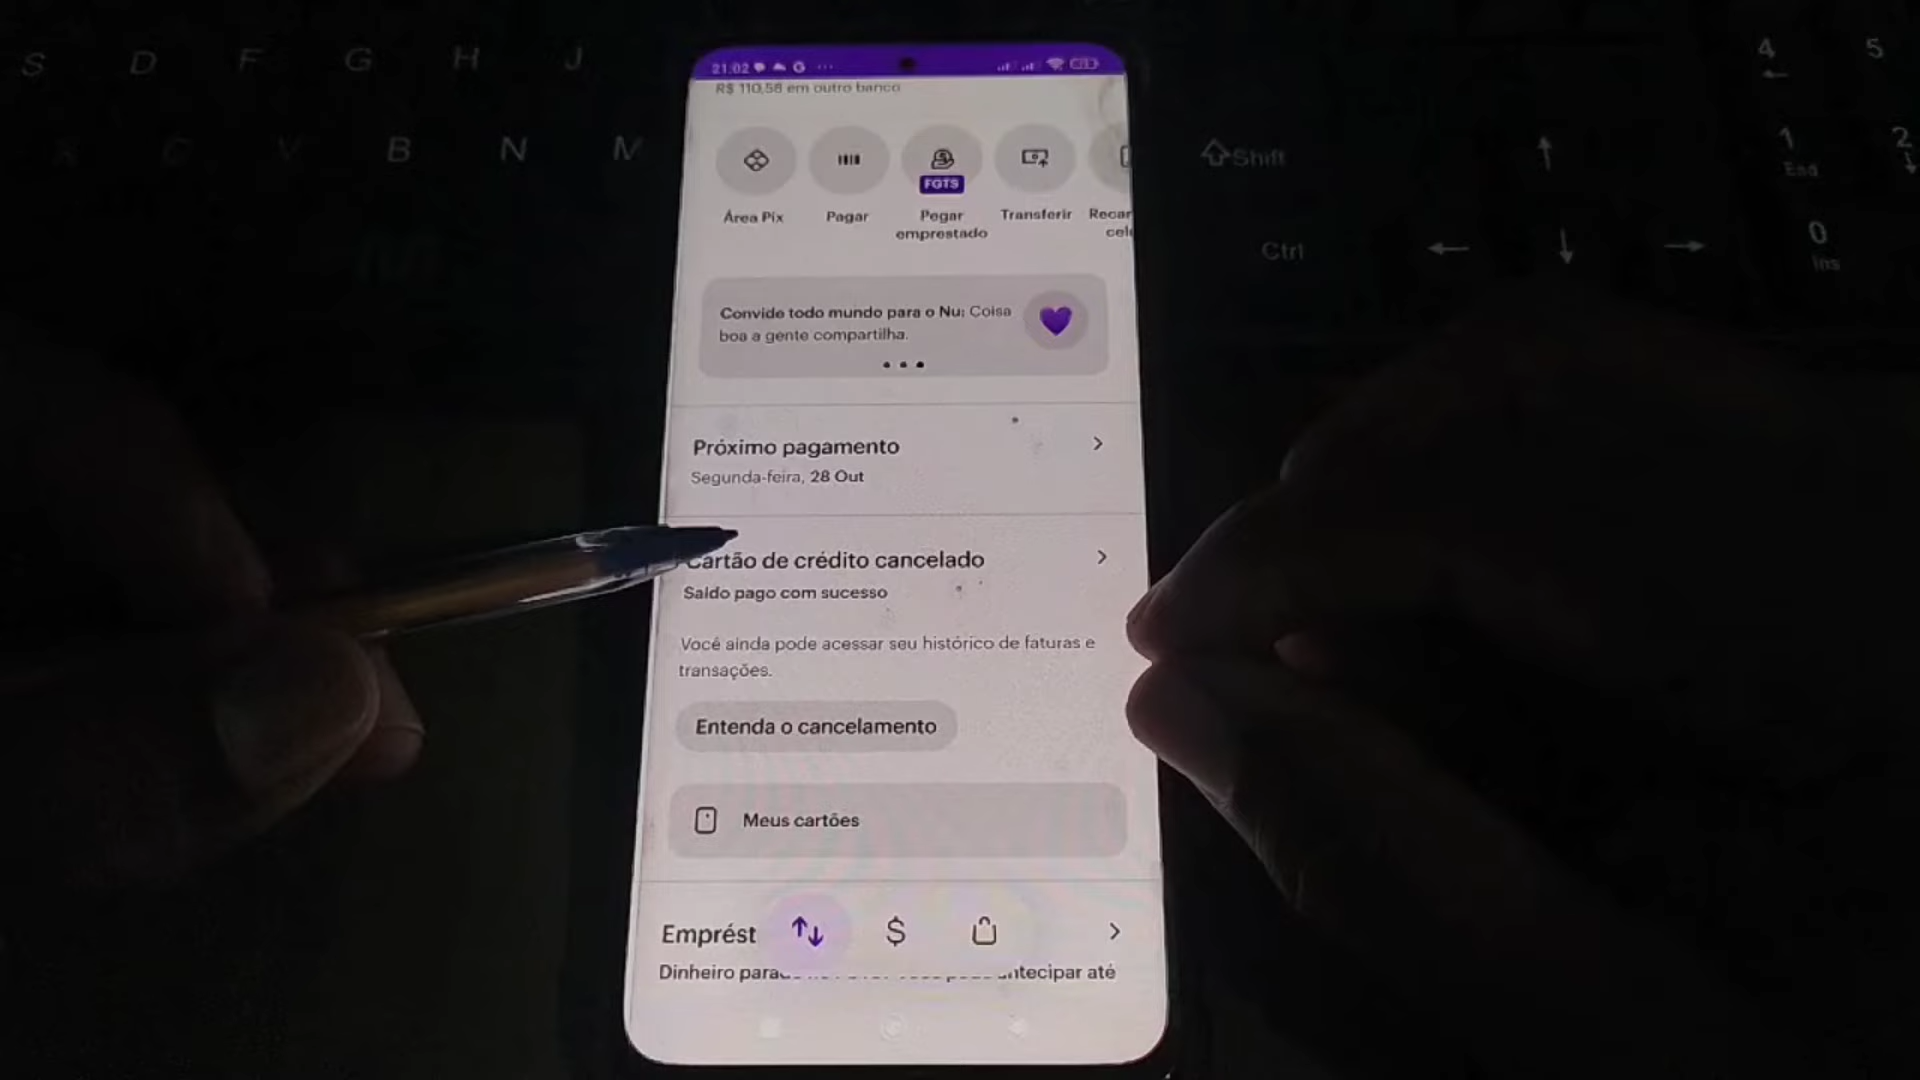 S D F G H J
4 5
21.02
R$ 110,58 em outro banco
X C V B N M
Shift
1 2
End
FGTS
Área Pix Pagar Pegar emprestado Transferir Recar
cel
Ctrl
0
Ins
Convide todo mundo para o Nu: Coisa
boa a gente compartilha.
Próximo pagamento
Segunda-feira, 28 Out
Cartão de crédito cancelado
Saldo pago com sucesso
Você ainda pode acessar seu histórico de faturas e
transações.
Entenda o cancelamento
Meus cartões
Emprést
$
Dinheiro para ntecipar até